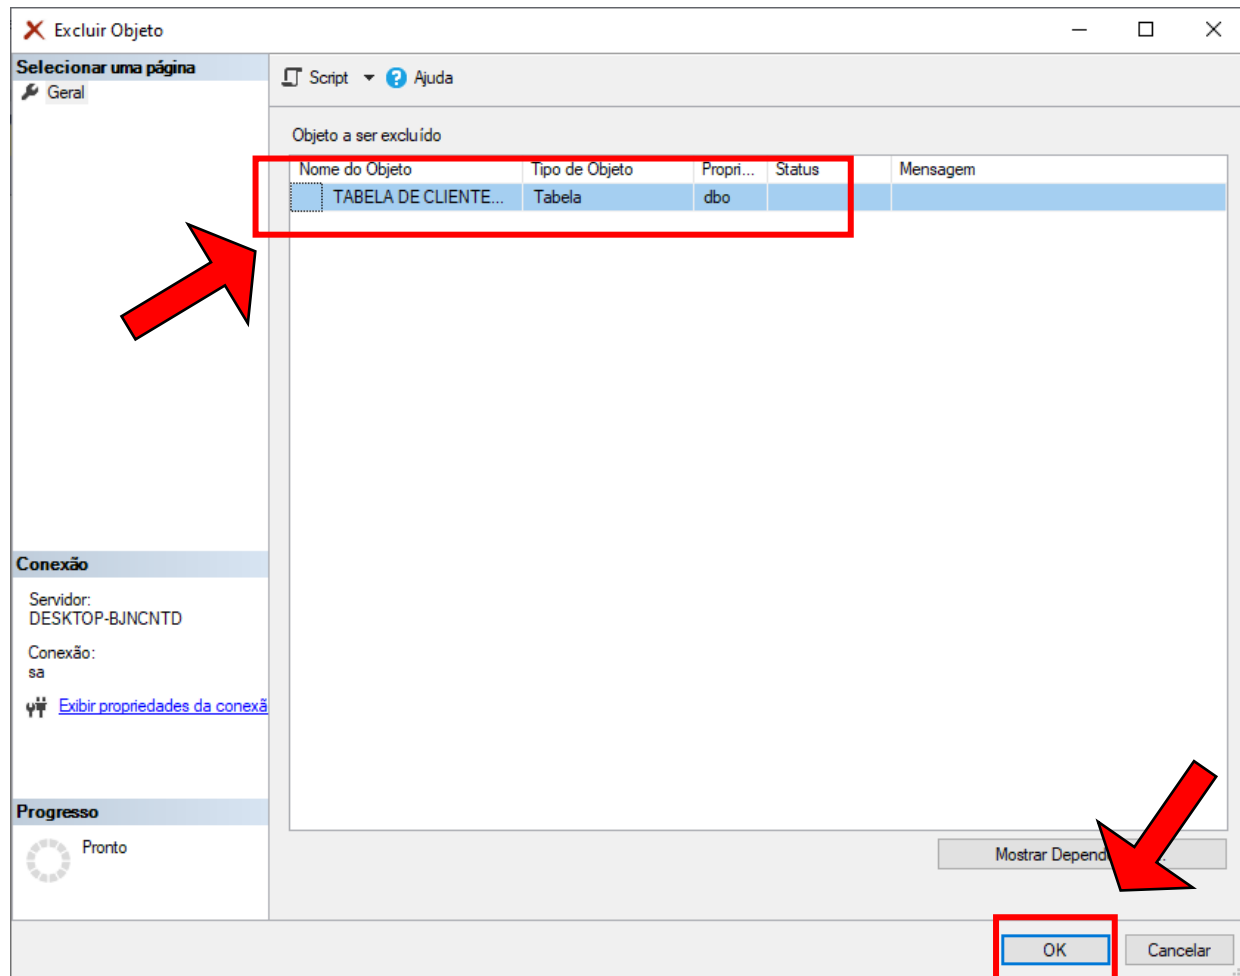 Excluir Objeto
Selecionar uma página
Geral
Script
Ajuda
Objeto a ser excluído
Nome do Objeto Tipo de Objeto Propri... Status Mensagem
TABELA DE CLIENTE... Tabela dbo
Conexão
Servidor:
DESKTOP-BJNCNTD
Conexão:
sa
Exibir propriedades da conexã
Progresso
Pronto
Mostrar
OK
Cancelar